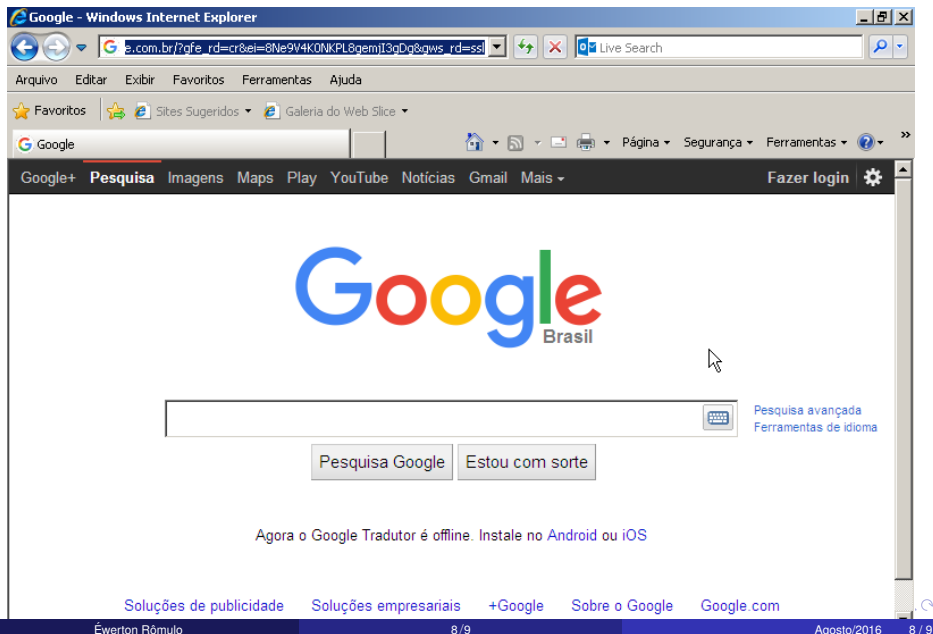 Google - Windows Internet Explorer
e.com.br/?gfe_rd=cr&ei=8Ne9V4K0NKPL8gemjI3gDg&gws_rd=ssl Live Search
Arquivo Editar Exibir Favoritos Ferramentas Ajuda
Favoritos Sites Sugeridos Galeria do Web Slice
Google Página Segurança Ferramentas
Google+ Pesquisa Imagens Maps Play YouTube Notícias Gmail Mais Fazer login
Google
Brasil
Pesquisa avançada
Ferramentas de idioma
Pesquisa Google Estou com sorte
Agora o Google Tradutor é offline. Instale no Android ou iOS
Soluções de publicidade Soluções empresariais +Google Sobre o Google Google.com
Éwerton Rômulo 8/9 Agosto/2016 8 / 9